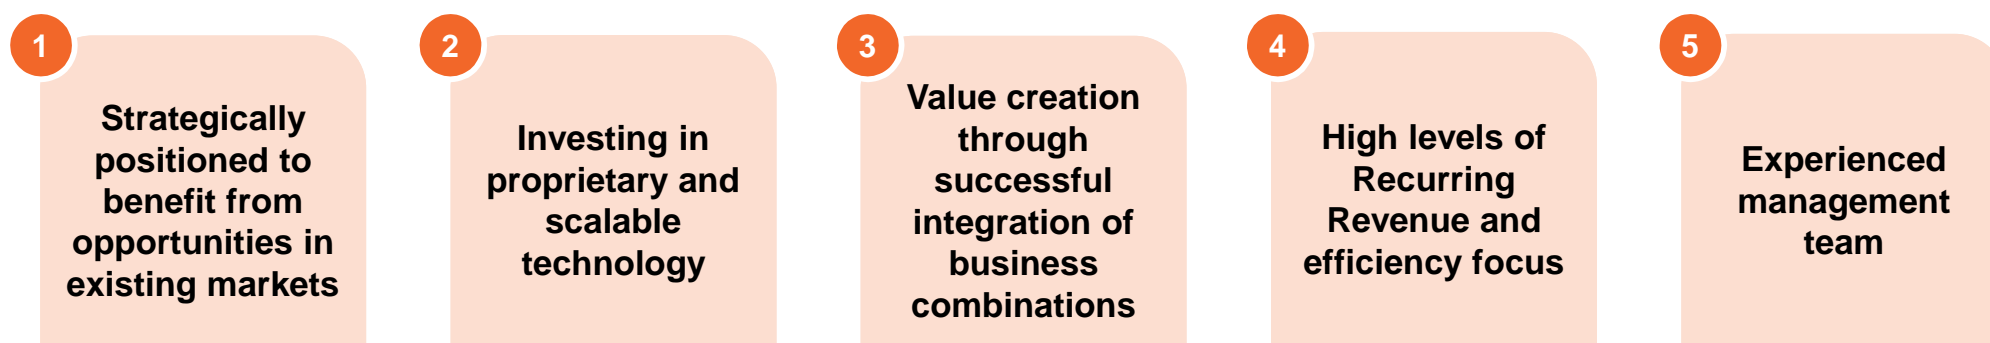 1
Strategically
positioned to
benefit from
opportunities in
existing markets
2
Investing in
proprietary and
scalable
technology
3
Value creation
through
successful
integration of
business
combinations
4
High levels of
Recurring
Revenue and
efficiency focus
5
Experienced
management
team